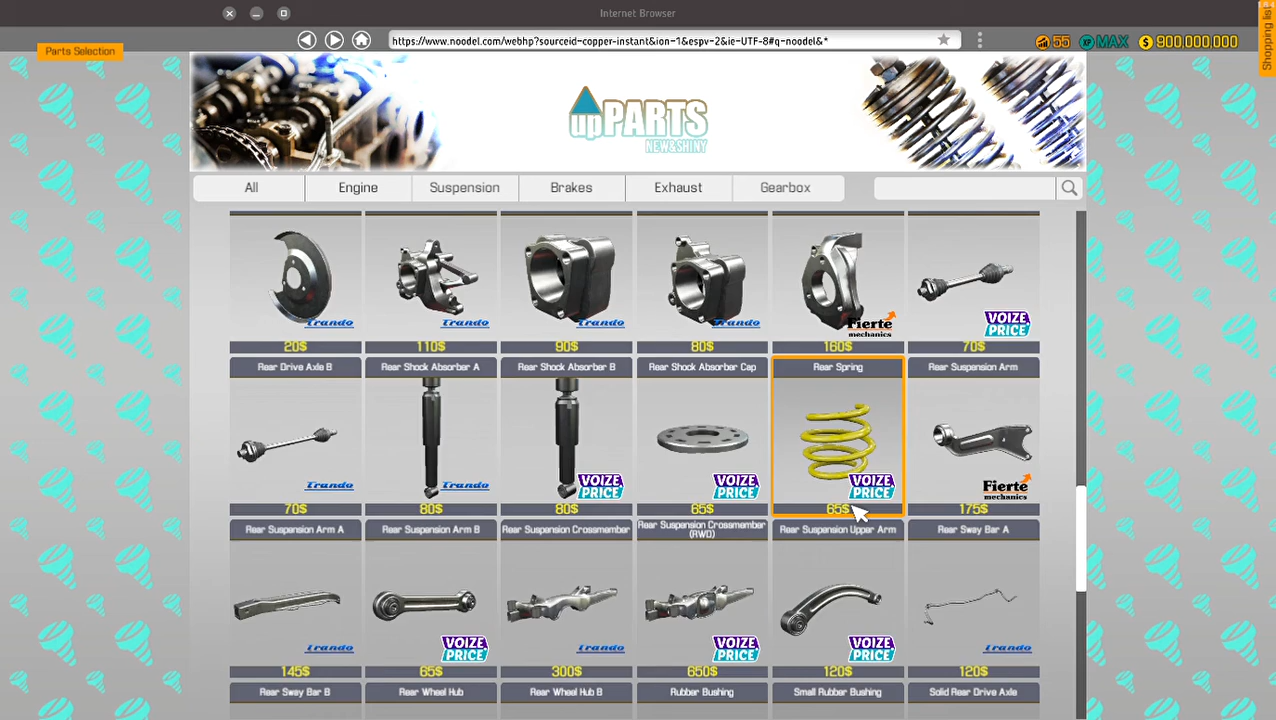 Internet Browser
Parts Selection
https://www.noodel.com/webhp?sourceid-copper-instant&ion-1&espv-2&ie-UTF-8#q-noodel&*
55 XP MAX $ 900,000,000
Shopping list
upPARTS
NEW&SHINY
All Engine Suspension Brakes Exhaust Gearbox
Trando Trando Trando Trando Fierte mechanics VOIZE PRICE
20$ 110$ 90$ 80$ 160$ 70$
Rear Drive Axle B Rear Shock Absorber A Rear Shock Absorber B Rear Shock Absorber Cap Rear Spring Rear Suspension Arm
Trando Trando VOIZE PRICE VOIZE PRICE VOIZE PRICE Fierte mechanics
70$ 80$ 80$ 65$ 65$ 175$
Rear Suspension Arm A Rear Suspension Arm B Rear Suspension Crossmember Rear Suspension Crossmember (RWD) Rear Suspension Upper Arm Rear Sway Bar A
Trando VOIZE PRICE Trando VOIZE PRICE VOIZE PRICE Trando
145$ 65$ 300$ 650$ 120$ 120$
Rear Sway Bar B Rear Wheel Hub Rear Wheel Hub B Rubber Bushing Small Rubber Bushing Solid Rear Drive Axle